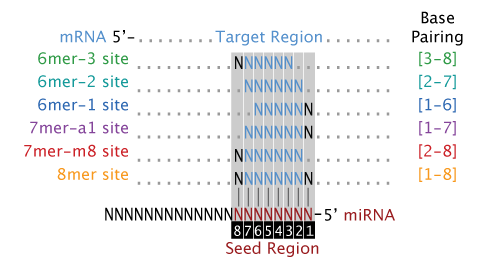 Base
Pairing
mRNA 5'-........Target Region.......
6mer-3 site ..........NNNNNN.......... [3-8]
6mer-2 site ...........NNNNNN......... [2-7]
6mer-1 site ............NNNNNN........ [1-6]
7mer-a1 site ...........NNNNNNN........ [1-7]
7mer-m8 site ..........NNNNNNN......... [2-8]
8mer site ..........NNNNNNNN........ [1-8]
NNNNNNNNNNNNNNNNNNNNN-5' miRNA
8 7 6 5 4 3 2 1
Seed Region